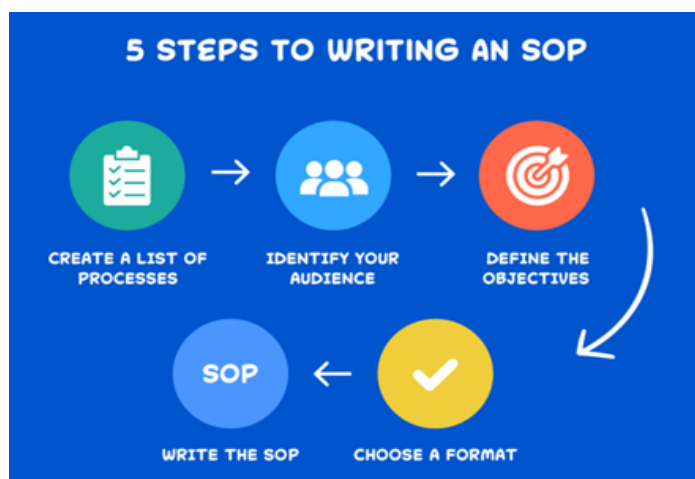 5 STEPS TO WRITING AN SOP
CREATE A LIST OF
PROCESSES
IDENTIFY YOUR
AUDIENCE
DEFINE THE
OBJECTIVES
CHOOSE A FORMAT
SOP
WRITE THE SOP